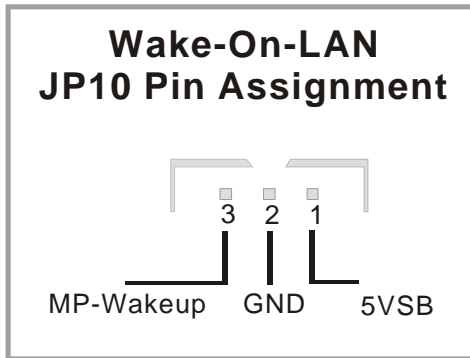 Wake-On-LAN
JP10 Pin Assignment
3 2 1
MP-Wakeup GND 5VSB